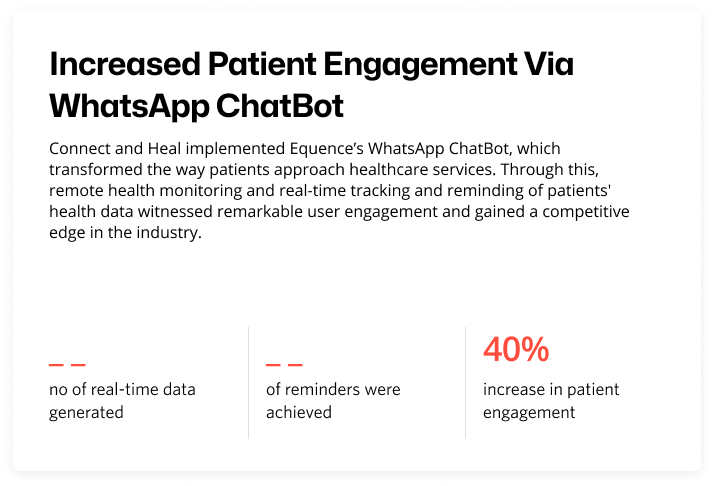 Increased Patient Engagement Via
WhatsApp ChatBot
Connect and Heal implemented Equence’s WhatsApp ChatBot, which
transformed the way patients approach healthcare services. Through this,
remote health monitoring and real-time tracking and reminding of patients'
health data witnessed remarkable user engagement and gained a competitive
edge in the industry.
_ _
no of real-time data
generated
_ _
of reminders were
achieved
40%
increase in patient
engagement